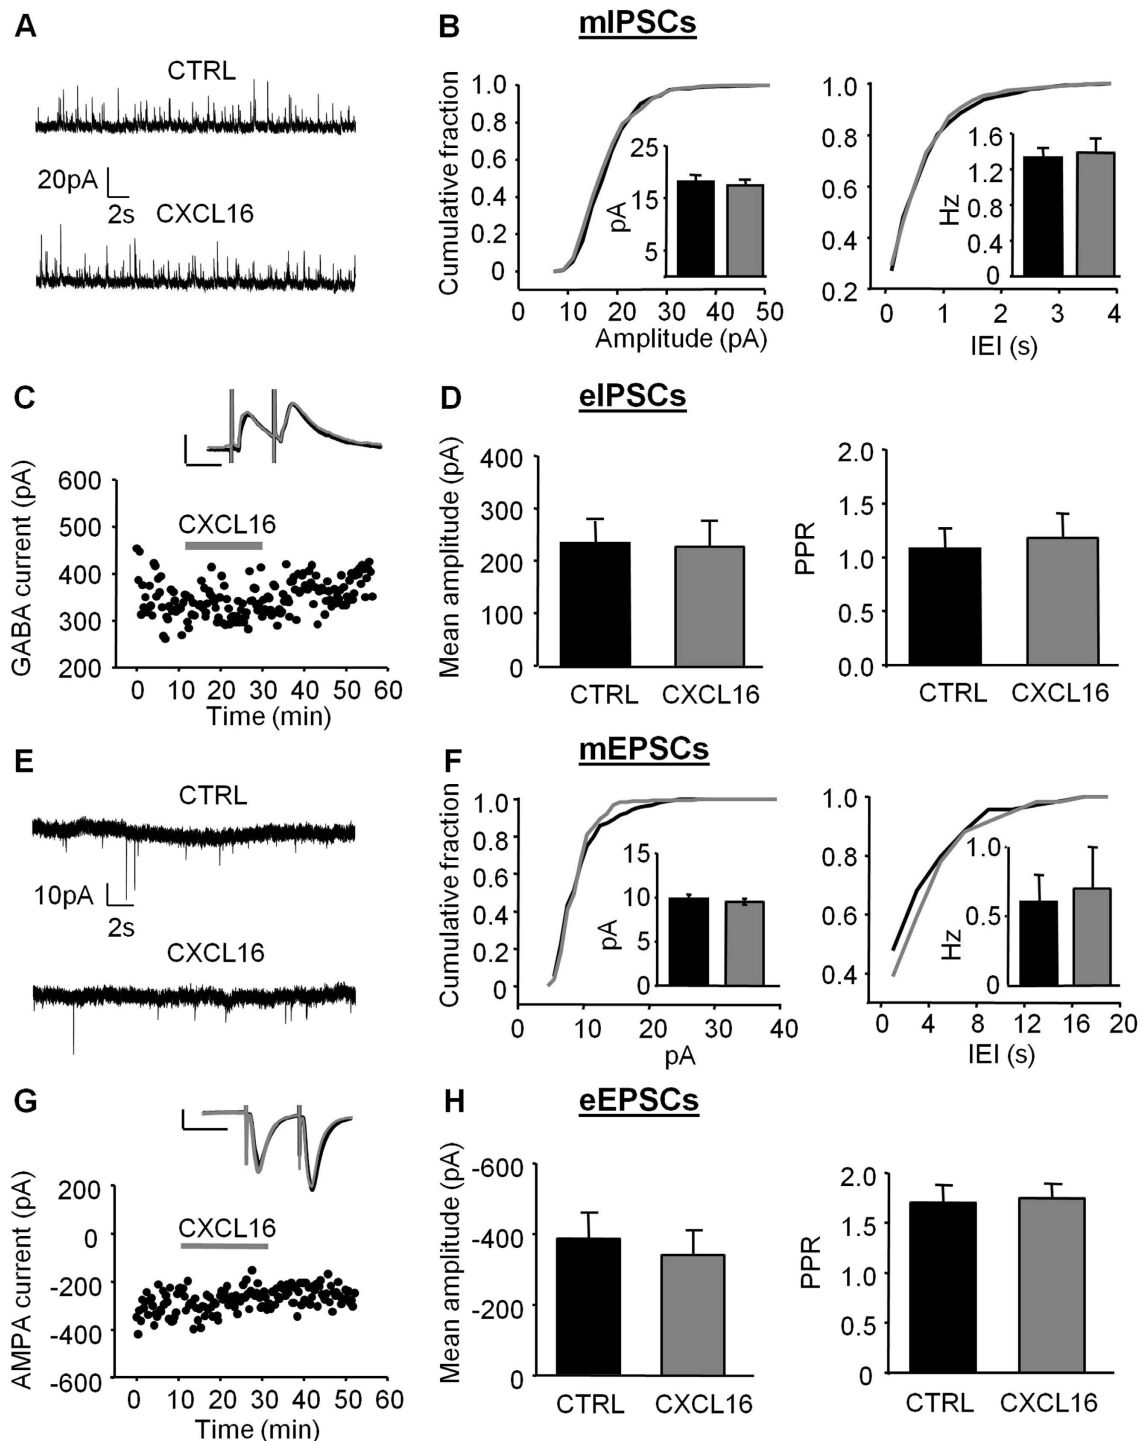 A
CTRL
20pA
2s
CXCL16
B
mIPSCs
Cumulative fraction
1.0
0.8
0.6
0.4
0.2
0
0 10 20 30 40 50
Amplitude (pA)
pA
25
15
5
1.0
0.8
0.6
0.4
0.2
0 1 2 3 4
IEI (s)
Hz
1.6
1.2
0.8
0.4
0
C
GABA current (pA)
600
500
400
300
200
CXCL16
0 10 20 30 40 50 60
Time (min)
D
eIPSCs
Mean amplitude (pA)
400
300
200
100
0
CTRL CXCL16
PPR
2.0
1.5
1.0
0.5
0.0
CTRL CXCL16
E
CTRL
10pA
2s
CXCL16
F
mEPSCs
Cumulative fraction
1.0
0.8
0.6
0.4
0.2
0
0 10 20 30 40
pA
pA
15
10
5
0
1.0
0.8
0.6
0.4
0 4 8 12 16 20
IEI (s)
Hz
1.0
0.5
0
G
AMPA current (pA)
200
0
-200
-400
-600
CXCL16
0 10 20 30 40 50 60
Time (min)
H
eEPSCs
Mean amplitude (pA)
-600
-400
-200
0
CTRL CXCL16
PPR
2.0
1.5
1.0
0.5
0
CTRL CXCL16